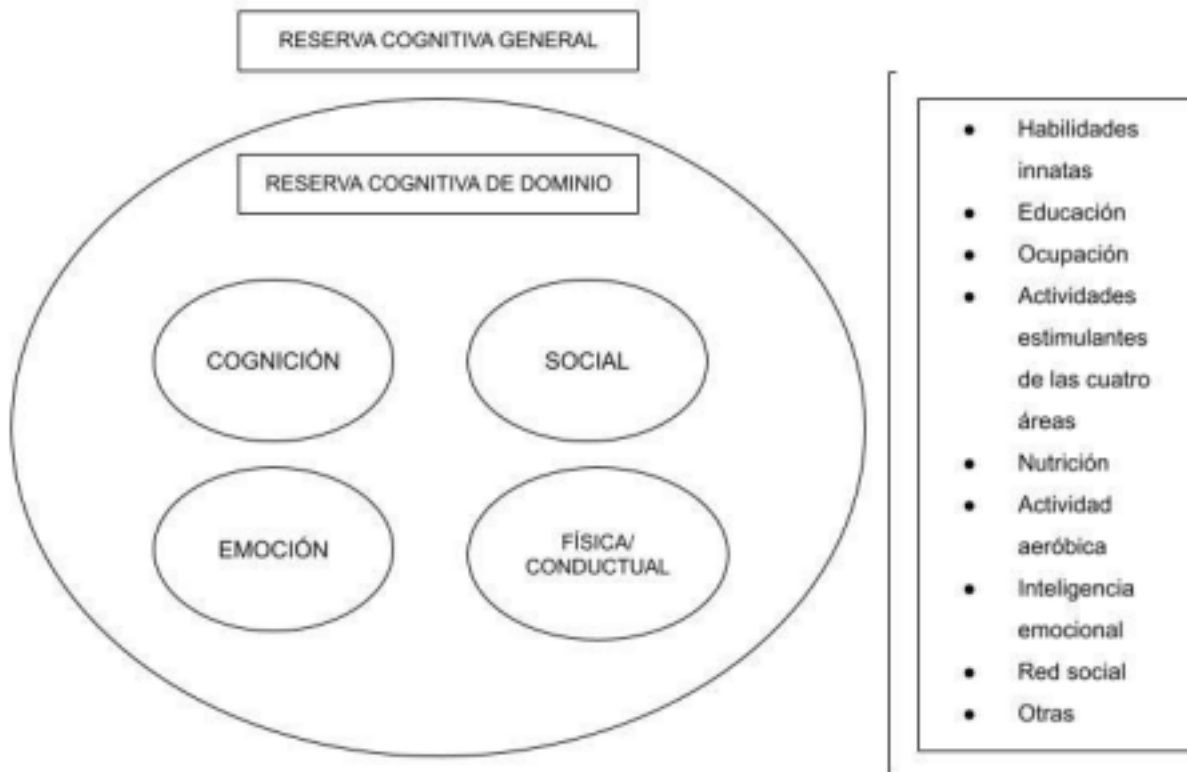 RESERVA COGNITIVA GENERAL
RESERVA COGNITIVA DE DOMINIO
COGNICIÓN
SOCIAL
EMOCIÓN
FÍSICA/
CONDUCTUAL
● Habilidades
innatas
● Educación
● Ocupación
● Actividades
estimulantes
de las cuatro
áreas
● Nutrición
● Actividad
aeróbica
● Inteligencia
emocional
● Red social
● Otras